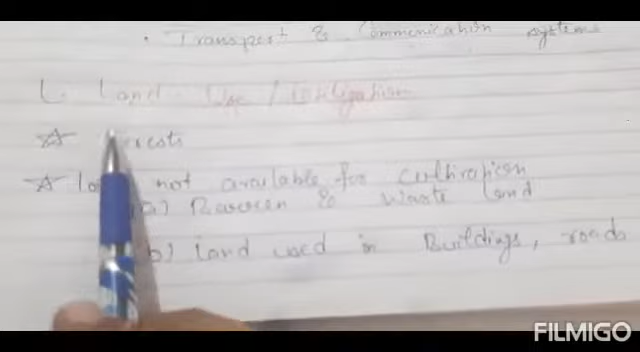 • Transport & Communication systems
L. Land Use / Utilization
☆ Forests
☆ land not available for cultivation
(a) Barren & Waste land
(b) land used in Buildings, roads
FILMIGO